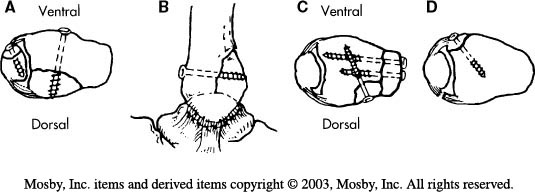 A B C D
Ventral Ventral
Dorsal Dorsal
Mosby, Inc. items and derived items copyright © 2003, Mosby, Inc. All rights reserved.